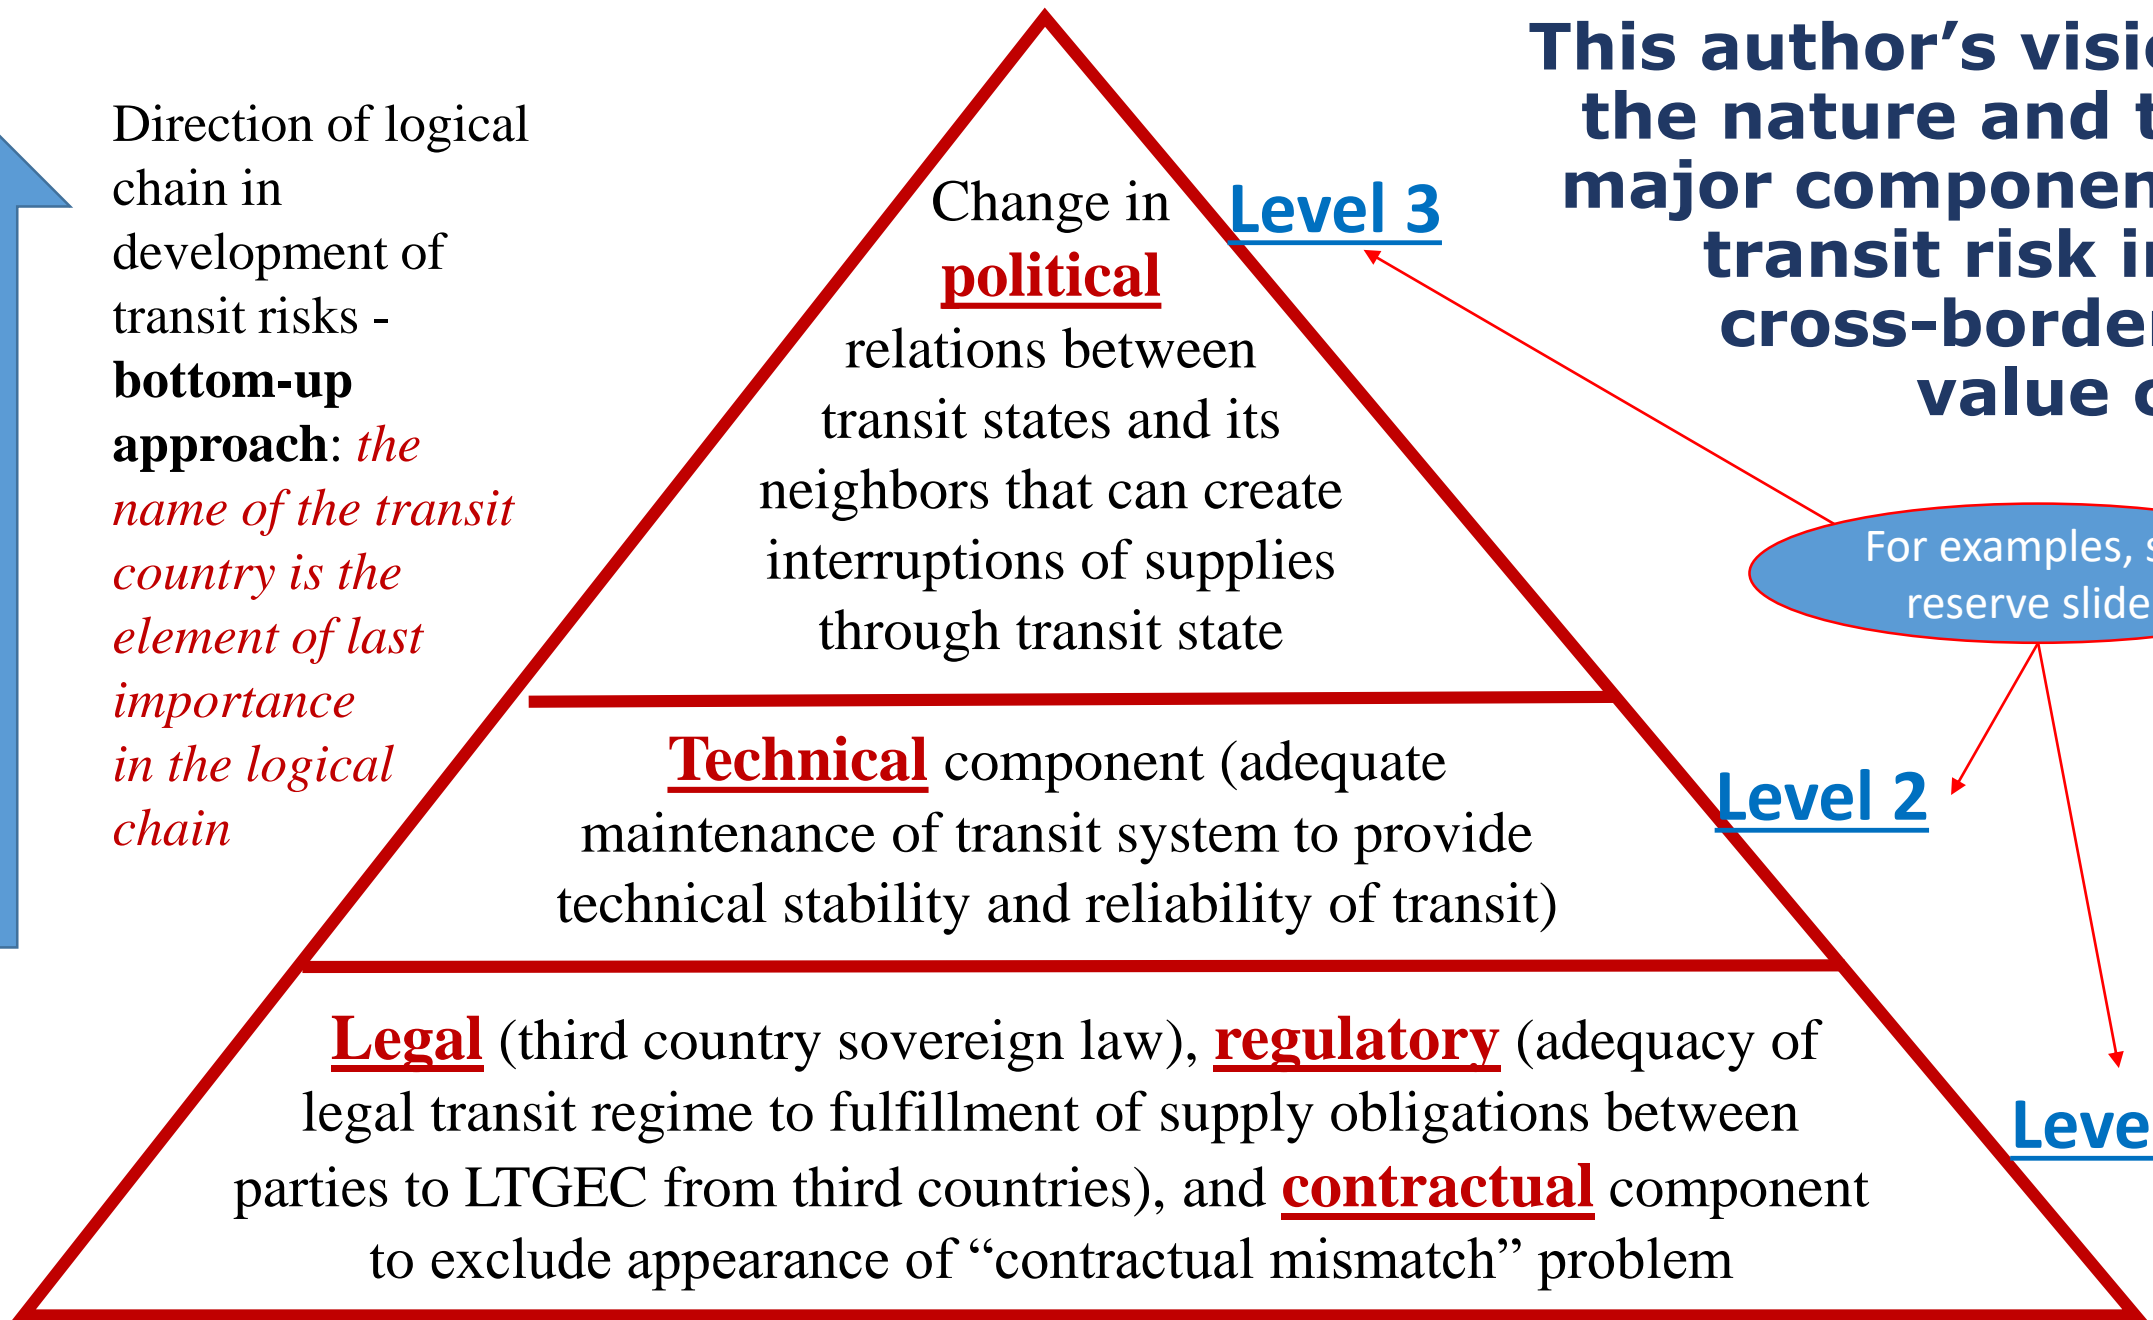 This author's visi
the nature and t
major componen
transit risk i
cross-border
value
Direction of logical
chain in
development of
transit risks -
bottom-up
approach: the
name of the transit
country is the
element of last
importance
in the logical
chain
Change in
political
relations between
transit states and its
neighbors that can create
interruptions of supplies
through transit state
Level 3
For examples, s
reserve slide
Technical component (adequate
maintenance of transit system to provide
technical stability and reliability of transit)
Level 2
Legal (third country sovereign law), regulatory (adequacy of
legal transit regime to fulfillment of supply obligations between
parties to LTGEC from third countries), and contractual component
to exclude appearance of “contractual mismatch” problem
Leve